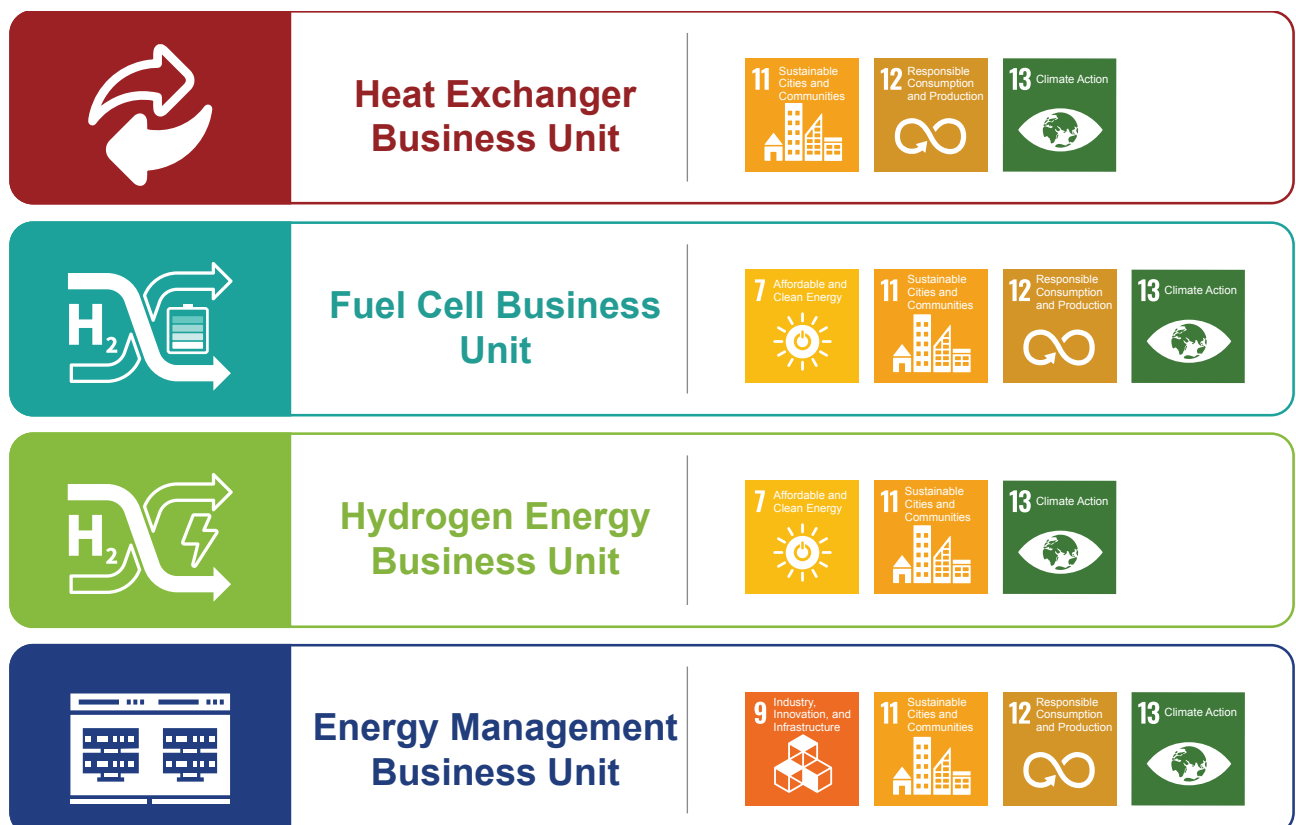 Heat Exchanger
Business Unit
11 Sustainable
Cities and
Communities
12 Responsible
Consumption
and Production
13 Climate Action
H2
Fuel Cell Business
Unit
7 Affordable and
Clean Energy
11 Sustainable
Cities and
Communities
12 Responsible
Consumption
and Production
13 Climate Action
H2
Hydrogen Energy
Business Unit
7 Affordable and
Clean Energy
11 Sustainable
Cities and
Communities
13 Climate Action
Energy Management
Business Unit
9 Industry,
Innovation, and
Infrastructure
11 Sustainable
Cities and
Communities
12 Responsible
Consumption
and Production
13 Climate Action